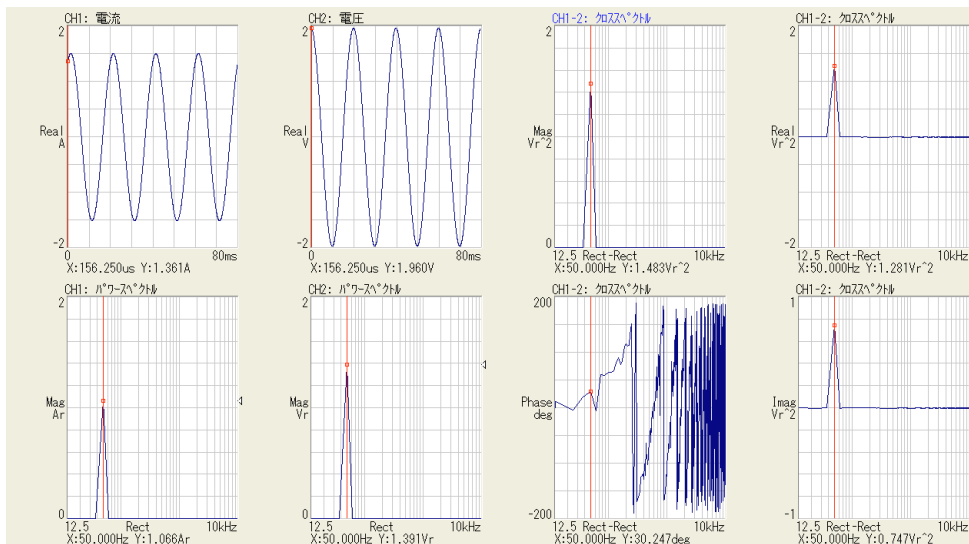 CH1: 電流
2
Real
A
-2
0
80ms
X:156.250us Y:1.361A
CH2: 電圧
2
Real
V
-2
0
80ms
X:156.250us Y:1.960V
CH1-2: クロススペクトル
2
Mag
Vr^2
0
12.5 Rect-Rect 10kHz
X:50.000Hz Y:1.483Vr^2
CH1-2: クロススペクトル
2
Real
Vr^2
-2
12.5 Rect-Rect 10kHz
X:50.000Hz Y:1.281Vr^2
CH1: パワースペクトル
2
Mag
Ar
0
12.5 Rect 10kHz
X:50.000Hz Y:1.066Ar
CH2: パワースペクトル
2
Mag
Vr
0
12.5 Rect 10kHz
X:50.000Hz Y:1.391Vr
CH1-2: クロススペクトル
200
Phase
deg
-200
12.5 Rect-Rect 10kHz
X:50.000Hz Y:30.247deg
CH1-2: クロススペクトル
1
Imag
Vr^2
-1
12.5 Rect-Rect 10kHz
X:50.000Hz Y:0.747Vr^2